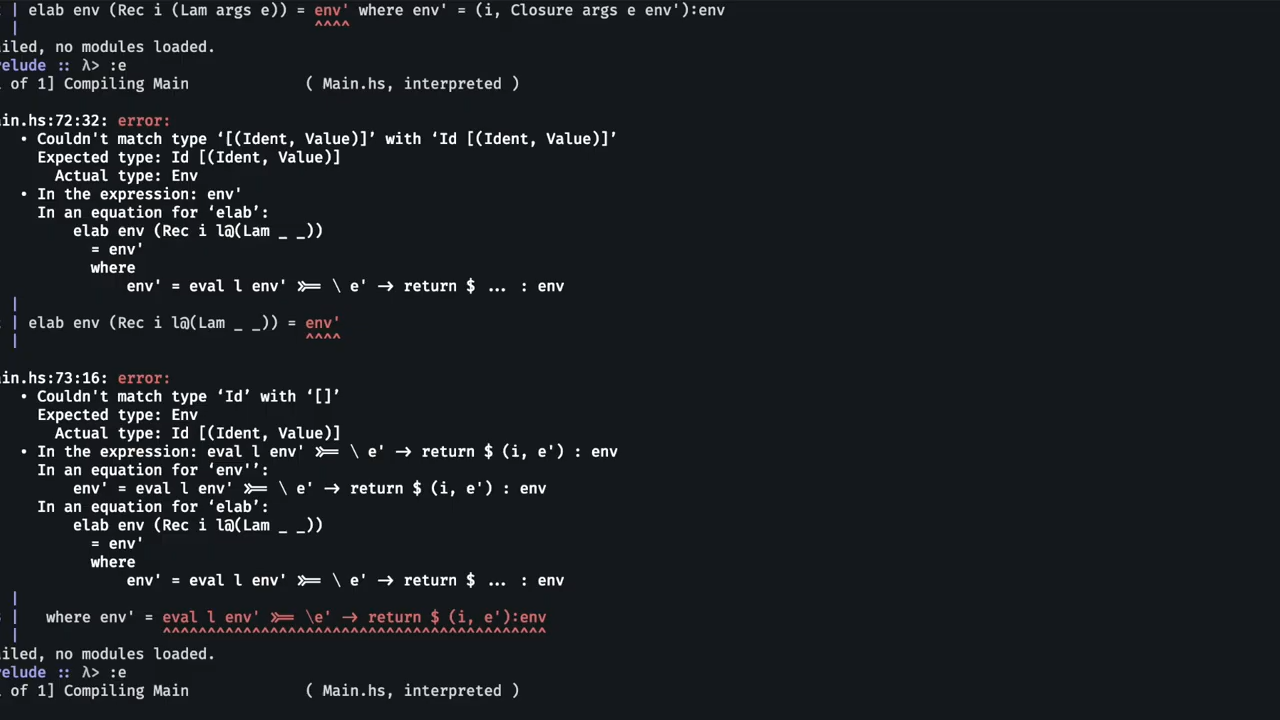 | elab env (Rec i (Lam args e)) = env' where env' = (i, Closure args e env'):env
| ^^^^
ailed, no modules loaded.
relude :: λ> :e
of 1] Compiling Main ( Main.hs, interpreted )
in.hs:72:32: error:
• Couldn't match type ‘[(Ident, Value)]’ with ‘Id [(Ident, Value)]’
Expected type: Id [(Ident, Value)]
Actual type: Env
• In the expression: env'
In an equation for ‘elab’:
elab env (Rec i l@(Lam _ _))
= env'
where
env' = eval l env' >>= \ e' -> return $ ... : env
|
| elab env (Rec i l@(Lam _ _)) = env'
| ^^^^
in.hs:73:16: error:
• Couldn't match type ‘Id’ with ‘[]’
Expected type: Env
Actual type: Id [(Ident, Value)]
• In the expression: eval l env' >>= \ e' -> return $ (i, e') : env
In an equation for ‘env'’:
env' = eval l env' >>= \ e' -> return $ (i, e') : env
In an equation for ‘elab’:
elab env (Rec i l@(Lam _ _))
= env'
where
env' = eval l env' >>= \ e' -> return $ ... : env
|
| where env' = eval l env' >>= \e' -> return $ (i, e'):env
| ^^^^^^^^^^^^^^^^^^^^^^^^^^^^^^^^^^^^^^^^^^^
ailed, no modules loaded.
relude :: λ> :e
of 1] Compiling Main ( Main.hs, interpreted )